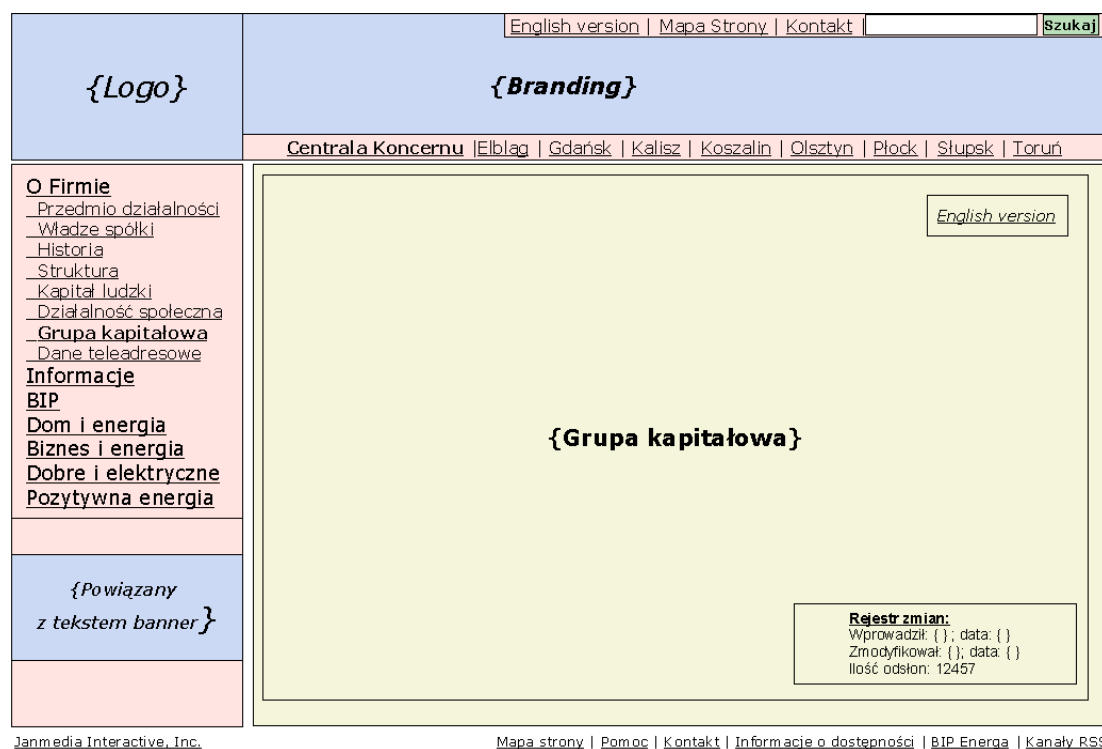 English version | Mapa Strony | Kontakt | Szukaj
{Logo}
{Branding}
Centrala Koncernu |Elbląg | Gdańsk | Kalisz | Koszalin | Olsztyn | Płock | Słupsk | Toruń
O Firmie
Przedmio działalności
Władze spółki
Historia
Struktura
Kapitał ludzki
Działalność społeczna
Grupa kapitałowa
Dane teleadresowe
Informacje
BIP
Dom i energia
Biznes i energia
Dobre i elektryczne
Pozytywna energia
{Powiązany
z tekstem banner}
English version
{Grupa kapitałowa}
Rejestr zmian:
Wprowadził: { } ; data: { }
Zmodyfikował: { }; data: { }
Ilość odsłon: 12457
Janmedia Interactive, Inc.
Mapa strony | Pomoc | Kontakt | Informacje o dostępności | BIP Energa | Kanały RSS